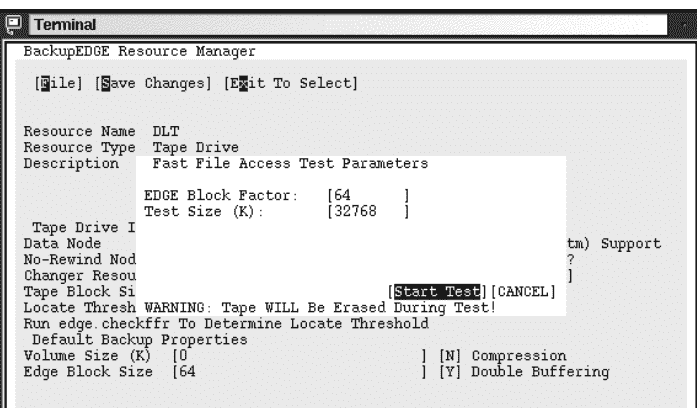 Terminal
BackupEDGE Resource Manager
[File] [Save Changes] [Exit To Select]
Resource Name DLT
Resource Type Tape Drive
Description Fast File Access Test Parameters
EDGE Block Factor: [64 ]
Test Size (K): [32768 ]
Tape Drive I
Data Node tm) Support
No-Rewind Nod ?
Changer Resou ]
Tape Block Si [Start Test][CANCEL]
Locate Thresh WARNING: Tape WILL Be Erased During Test!
Run edge.checkffr To Determine Locate Threshold
Default Backup Properties
Volume Size (K) [0 ] [N] Compression
Edge Block Size [64 ] [Y] Double Buffering